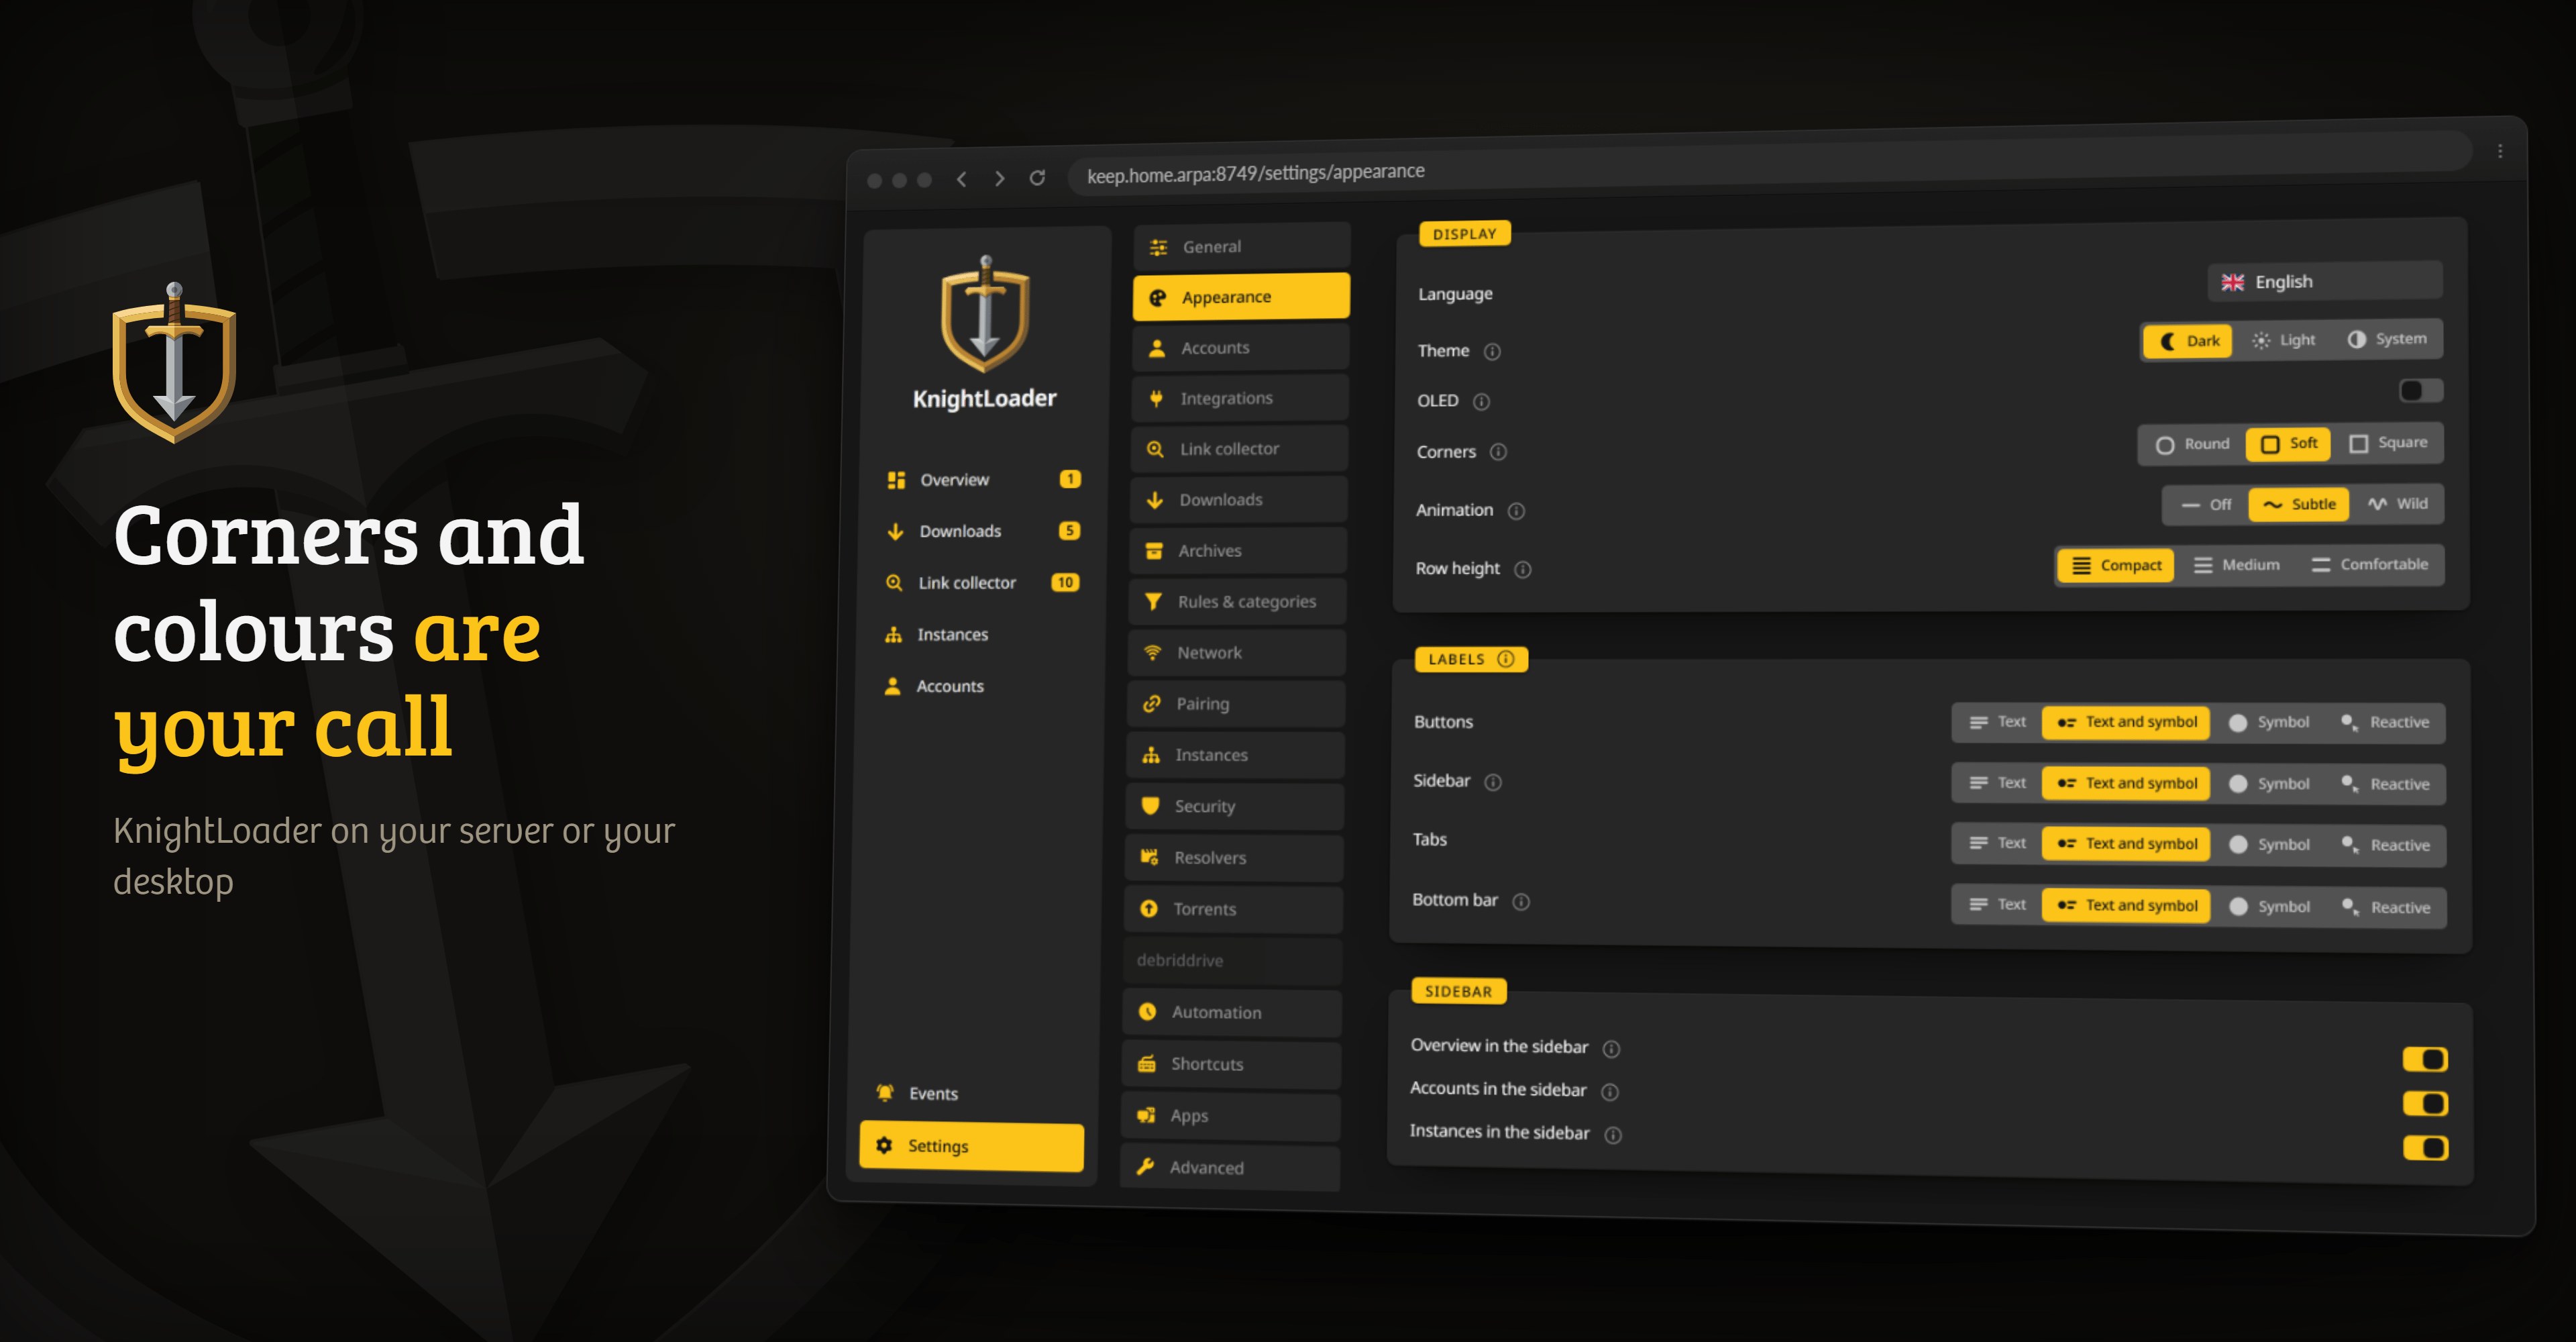 Corners and
colours are
your call
KnightLoader on your server or your
desktop
keep.home.arpa:8749/settings/appearance
KnightLoader
Overview 1
Downloads 5
Link collector 10
Instances
Accounts
Events
Settings
General
Appearance
Accounts
Integrations
Link collector
Downloads
Archives
Rules & categories
Network
Pairing
Instances
Security
Resolvers
Torrents
debriddrive
Automation
Shortcuts
Apps
Advanced
DISPLAY
Language English
Theme Dark Light System
OLED
Corners Round Soft Square
Animation Off Subtle Wild
Row height Compact Medium Comfortable
LABELS
Buttons Text Text and symbol Symbol Reactive
Sidebar Text Text and symbol Symbol Reactive
Tabs Text Text and symbol Symbol Reactive
Bottom bar Text Text and symbol Symbol Reactive
SIDEBAR
Overview in the sidebar
Accounts in the sidebar
Instances in the sidebar